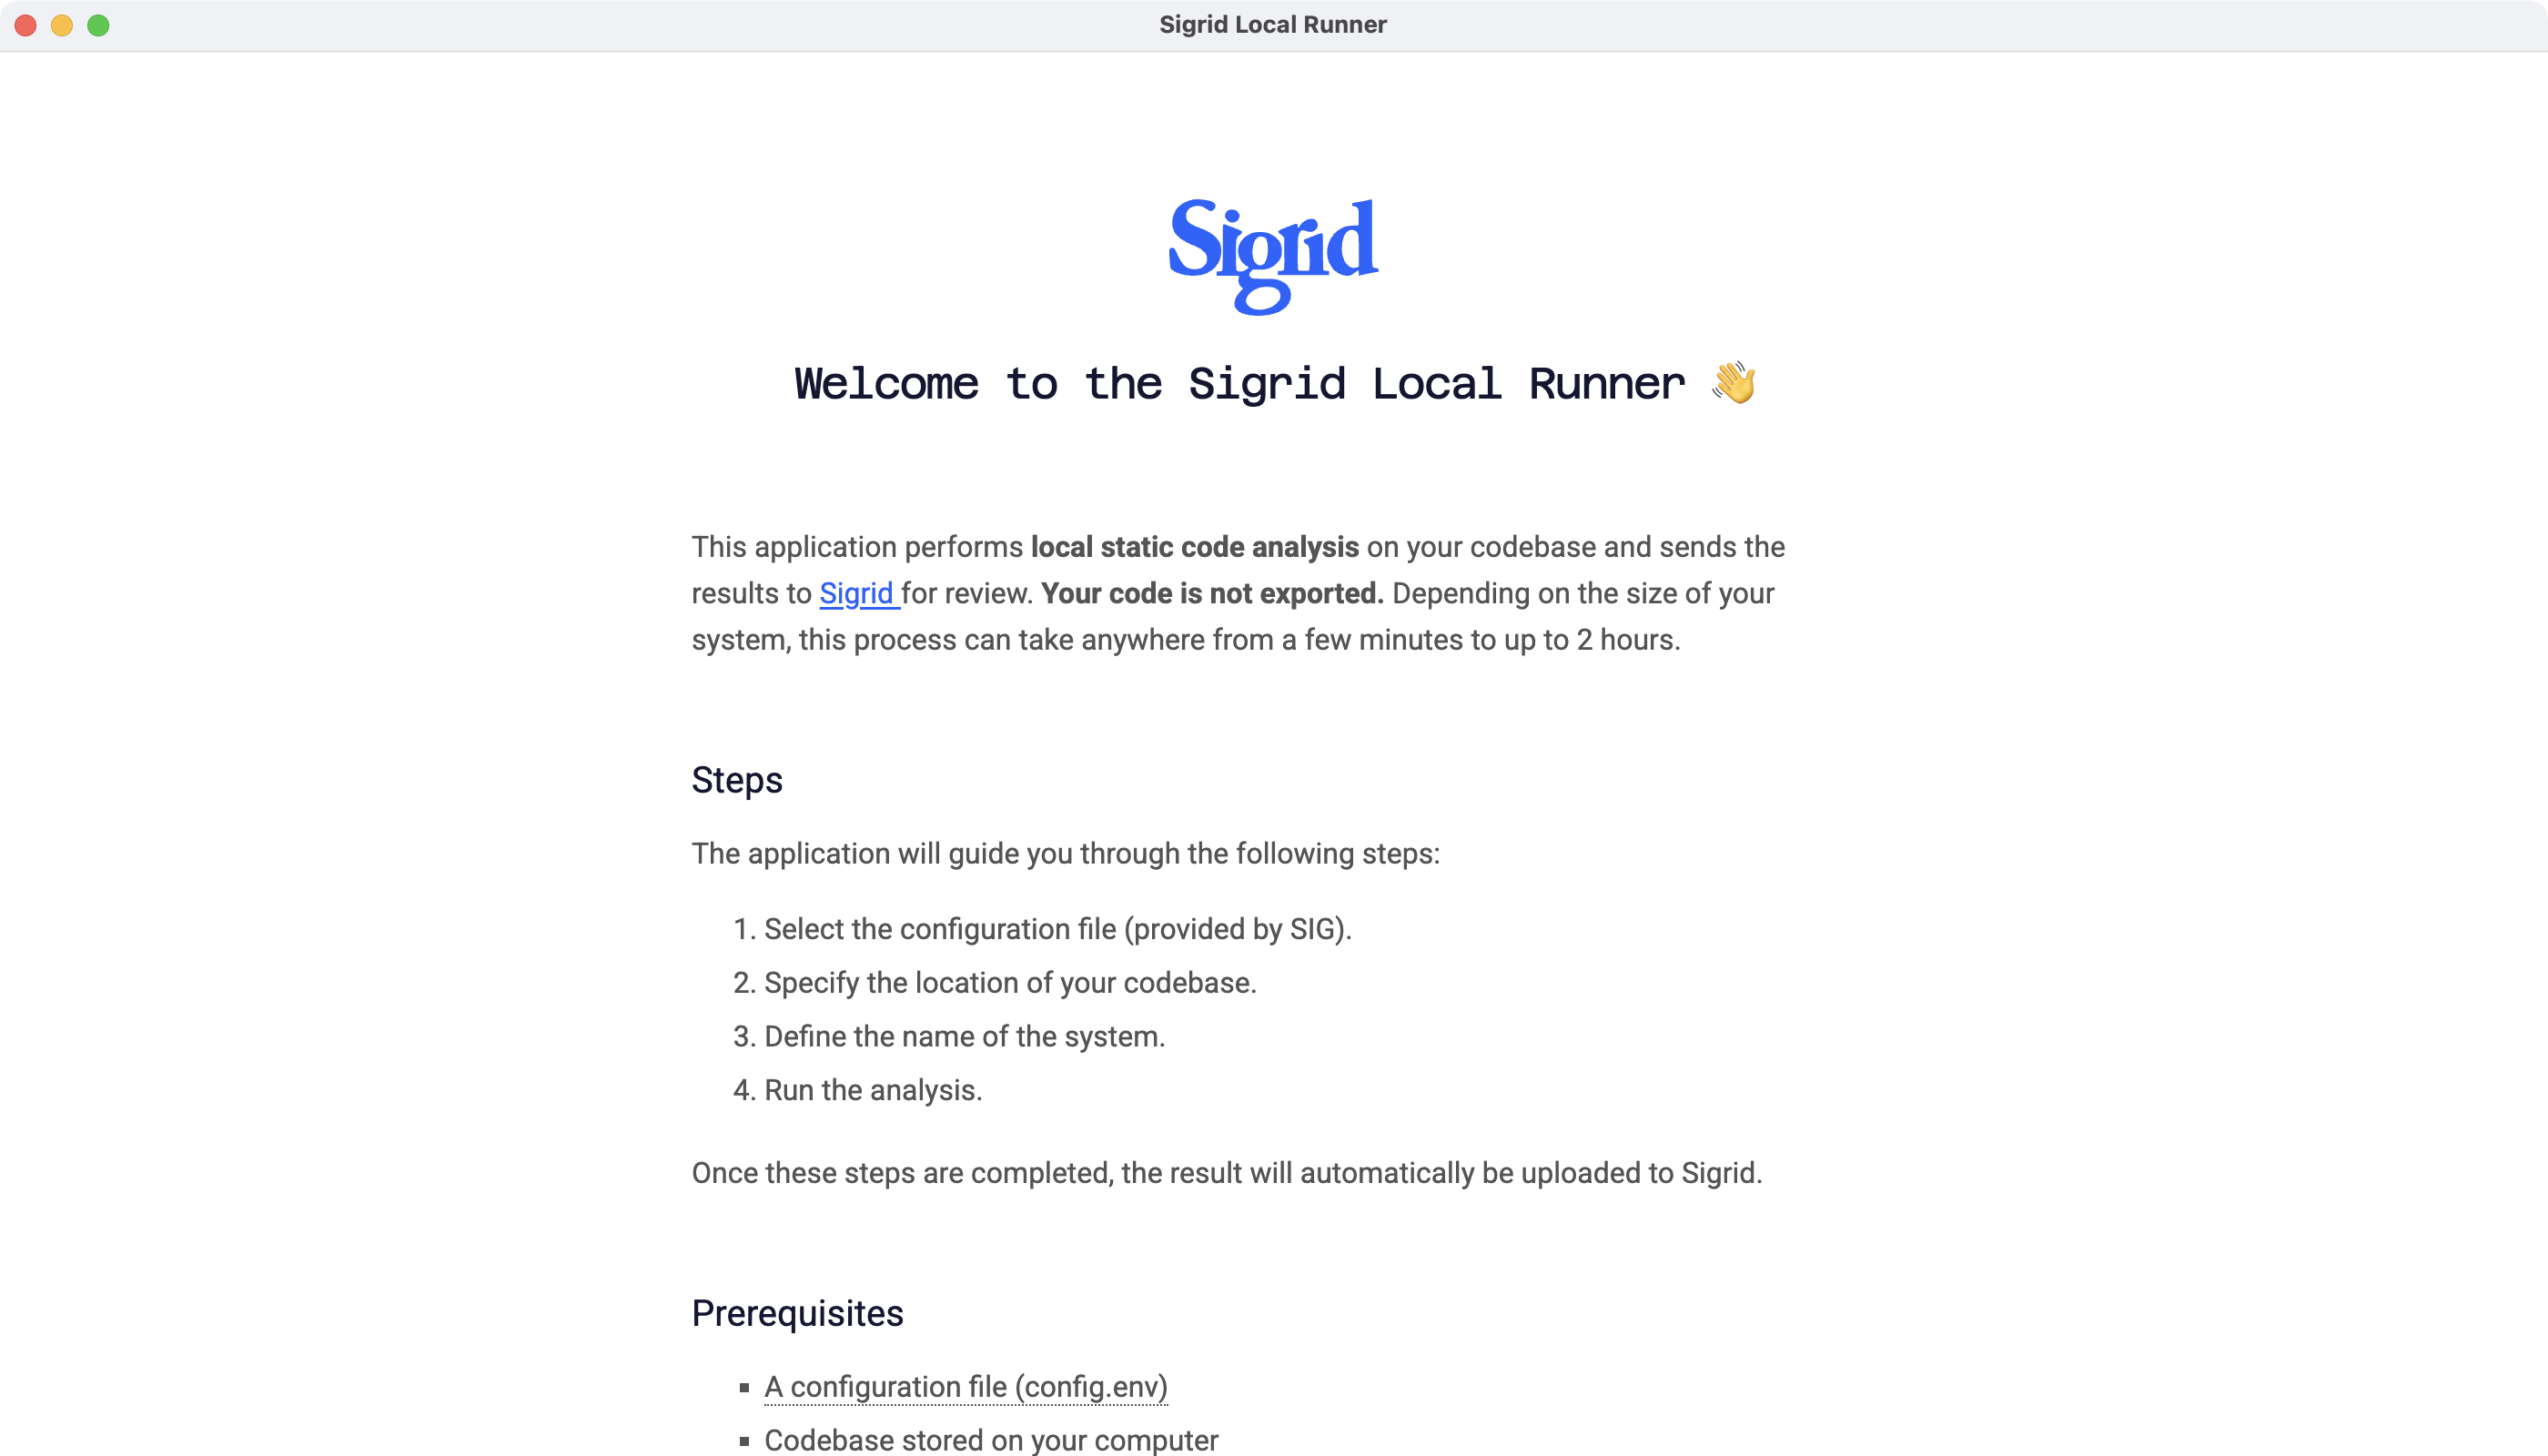 Sigrid Local Runner
Sigrid
Welcome to the Sigrid Local Runner 👋
This application performs local static code analysis on your codebase and sends the
results to Sigrid for review. Your code is not exported. Depending on the size of your
system, this process can take anywhere from a few minutes to up to 2 hours.
Steps
The application will guide you through the following steps:
1. Select the configuration file (provided by SIG).
2. Specify the location of your codebase.
3. Define the name of the system.
4. Run the analysis.
Once these steps are completed, the result will automatically be uploaded to Sigrid.
Prerequisites
▪ A configuration file (config.env)
▪ Codebase stored on your computer